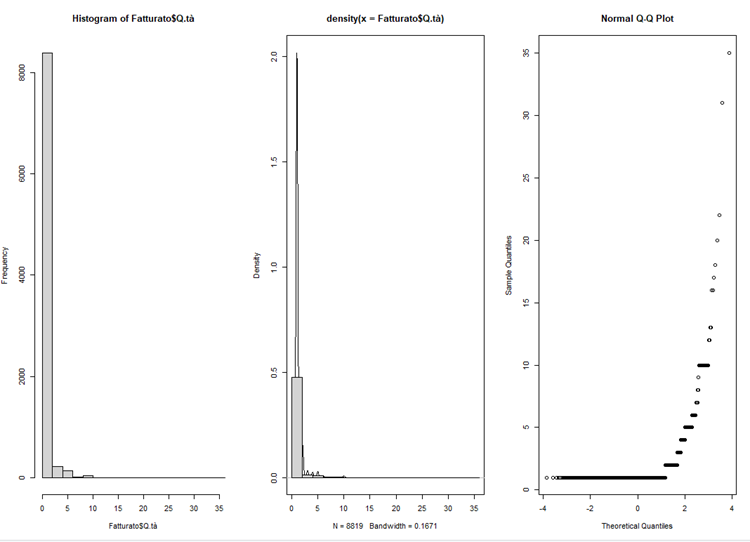 Histogram of Fatturato$Q.tà
Frequency
0
2000
4000
6000
8000
0 5 10 15 20 25 30 35
Fatturato$Q.tà
density(x = Fatturato$Q.tà)
Density
0.0
0.5
1.0
1.5
2.0
0 5 10 15 20 25 30 35
N = 8819 Bandwidth = 0.1671
Normal Q-Q Plot
Sample Quantiles
0
5
10
15
20
25
30
35
-4 -2 0 2 4
Theoretical Quantiles